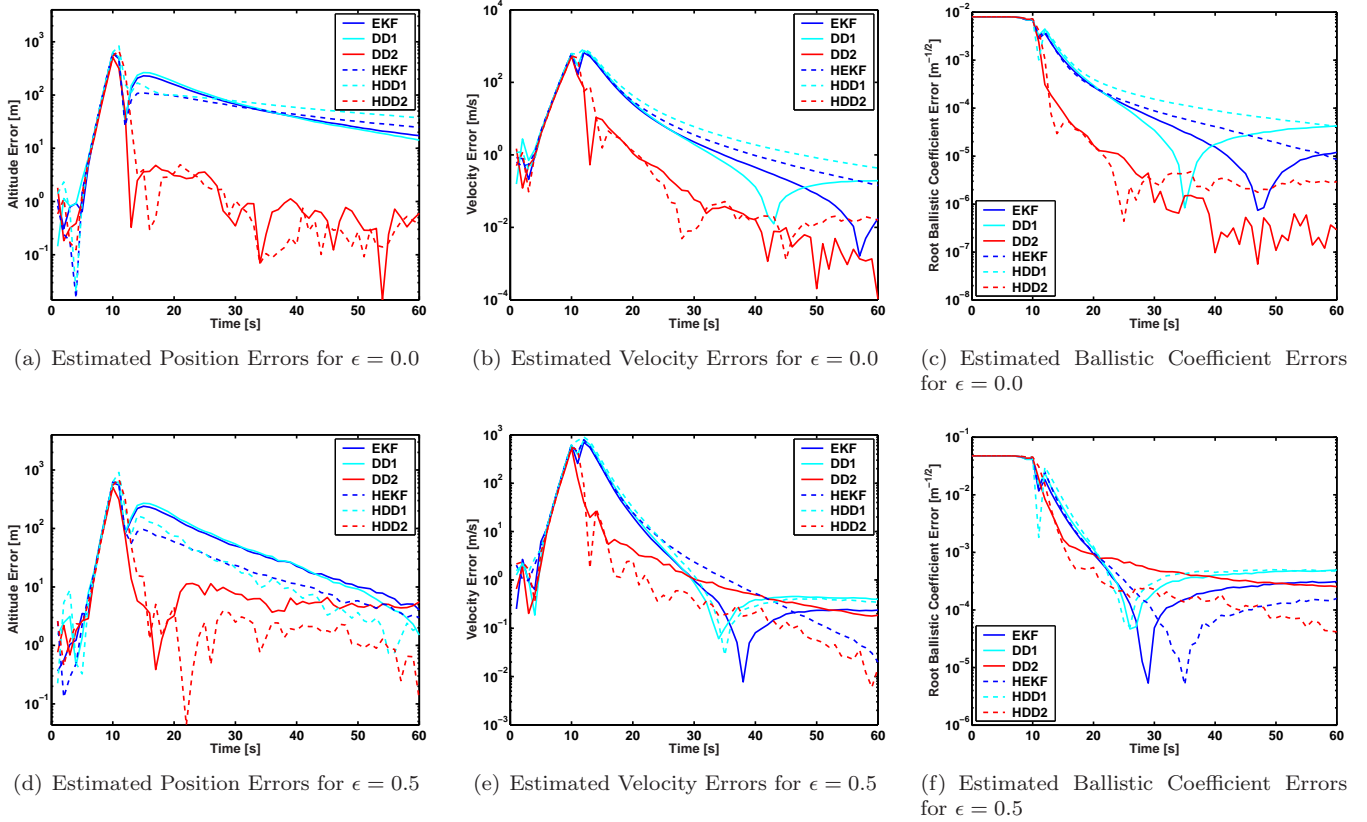 10^3
10^2
10^1
10^0
10^-1
Altitude Error [m]
0 10 20 30 40 50 60
Time [s]
EKF
DD1
DD2
HEKF
HDD1
HDD2
(a) Estimated Position Errors for ϵ = 0.0
10^4
10^2
10^0
10^-2
10^-4
Velocity Error [m/s]
0 10 20 30 40 50 60
Time [s]
EKF
DD1
DD2
HEKF
HDD1
HDD2
(b) Estimated Velocity Errors for ϵ = 0.0
10^-2
10^-3
10^-4
10^-5
10^-6
10^-7
10^-8
Root Ballistic Coefficient Error [m^-1/2]
0 10 20 30 40 50 60
Time [s]
EKF
DD1
DD2
HEKF
HDD1
HDD2
(c) Estimated Ballistic Coefficient Errors
for ϵ = 0.0
10^3
10^2
10^1
10^0
10^-1
Altitude Error [m]
0 10 20 30 40 50 60
Time [s]
EKF
DD1
DD2
HEKF
HDD1
HDD2
(d) Estimated Position Errors for ϵ = 0.5
10^3
10^2
10^1
10^0
10^-1
10^-2
10^-3
Velocity Error [m/s]
0 10 20 30 40 50 60
Time [s]
EKF
DD1
DD2
HEKF
HDD1
HDD2
(e) Estimated Velocity Errors for ϵ = 0.5
10^-1
10^-2
10^-3
10^-4
10^-5
10^-6
Root Ballistic Coefficient Error [m^-1/2]
0 10 20 30 40 50 60
Time [s]
EKF
DD1
DD2
HEKF
HDD1
HDD2
(f) Estimated Ballistic Coefficient Errors
for ϵ = 0.5